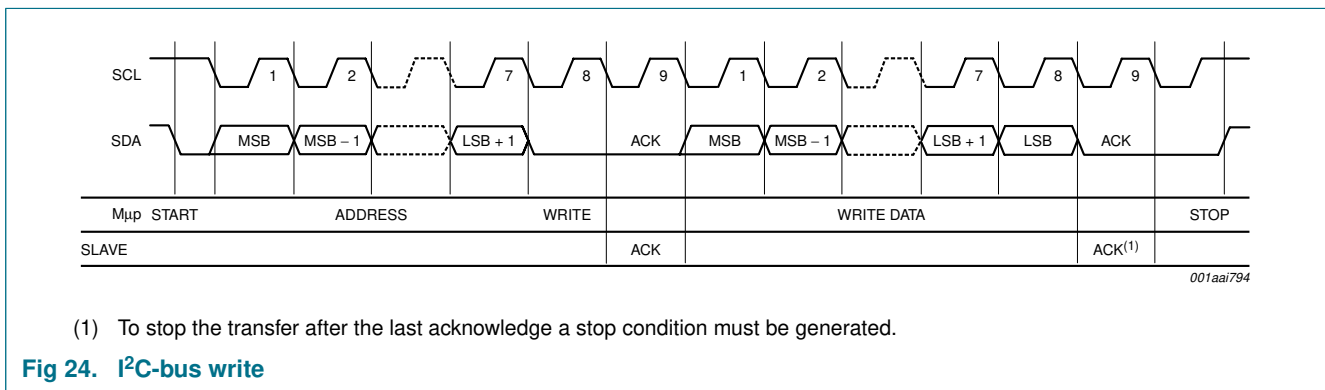 SCL 1 2 7 8 9 1 2 7 8 9
SDA MSB MSB − 1 LSB + 1 ACK MSB MSB − 1 LSB + 1 LSB ACK
Mμp START ADDRESS WRITE WRITE DATA STOP
SLAVE ACK ACK(1)
001aai794
(1) To stop the transfer after the last acknowledge a stop condition must be generated.
Fig 24. I²C-bus write